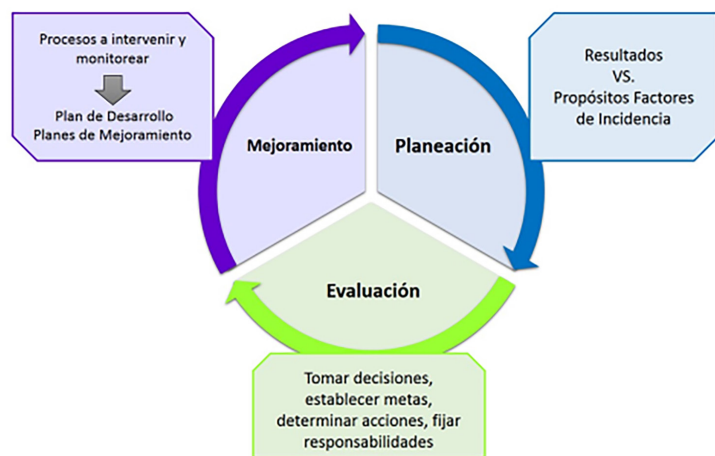 Procesos a intervenir y
monitorear
Plan de Desarrollo
Planes de Mejoramiento
Resultados
VS.
Propósitos Factores
de Incidencia
Mejoramiento
Planeación
Evaluación
Tomar decisiones,
establecer metas,
determinar acciones, fijar
responsabilidades